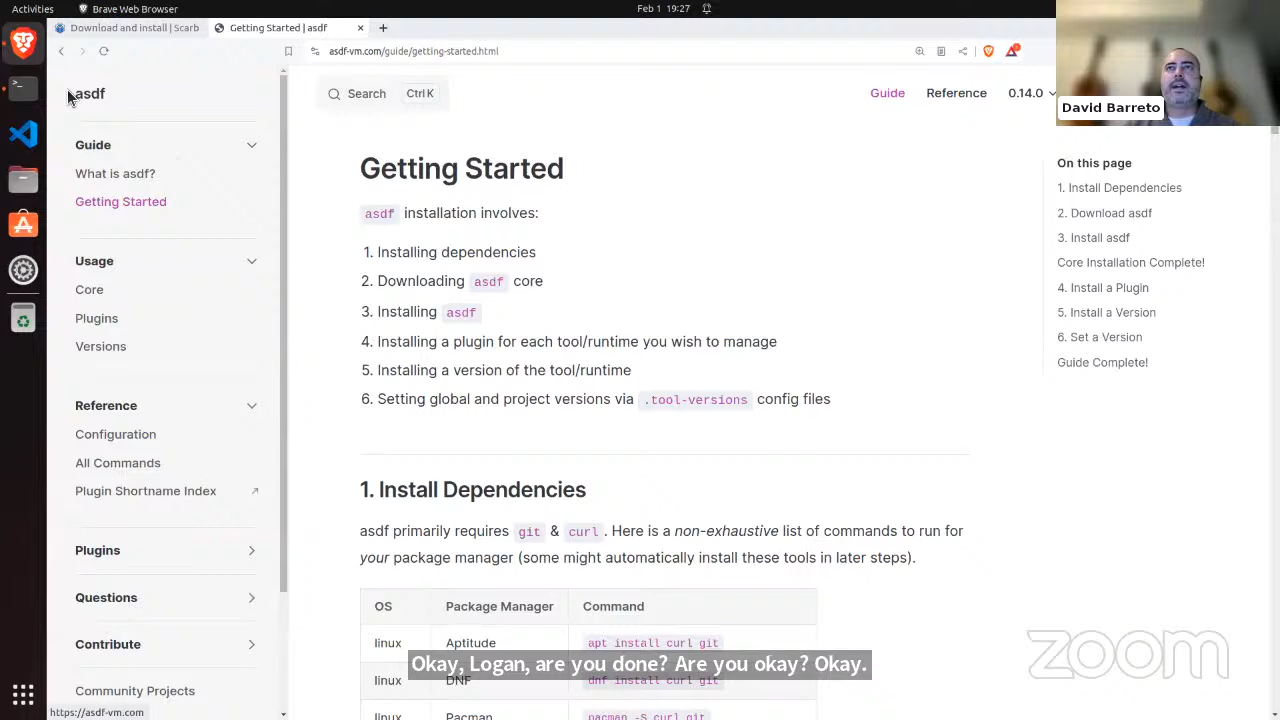 Activities
Brave Web Browser
Feb 1 19:27
Download and install | Scarb
Getting Started | asdf
asdf-vm.com/guide/getting-started.html
asdf
Search
Ctrl K
Guide
Reference
0.14.0
David Barreto
Guide
What is asdf?
Getting Started
Usage
Core
Plugins
Versions
Reference
Configuration
All Commands
Plugin Shortname Index
Plugins
Questions
Contribute
Community Projects
https://asdf-vm.com
Getting Started
asdf installation involves:
1. Installing dependencies
2. Downloading asdf core
3. Installing asdf
4. Installing a plugin for each tool/runtime you wish to manage
5. Installing a version of the tool/runtime
6. Setting global and project versions via .tool-versions config files
1. Install Dependencies
asdf primarily requires git & curl. Here is a non-exhaustive list of commands to run for
your package manager (some might automatically install these tools in later steps).
OS Package Manager Command
linux Aptitude apt install curl git
linux DNF dnf install curl git
linux Pacman pacman -S curl git
Okay, Logan, are you done? Are you okay? Okay.
On this page
1. Install Dependencies
2. Download asdf
3. Install asdf
Core Installation Complete!
4. Install a Plugin
5. Install a Version
6. Set a Version
Guide Complete!
zoom